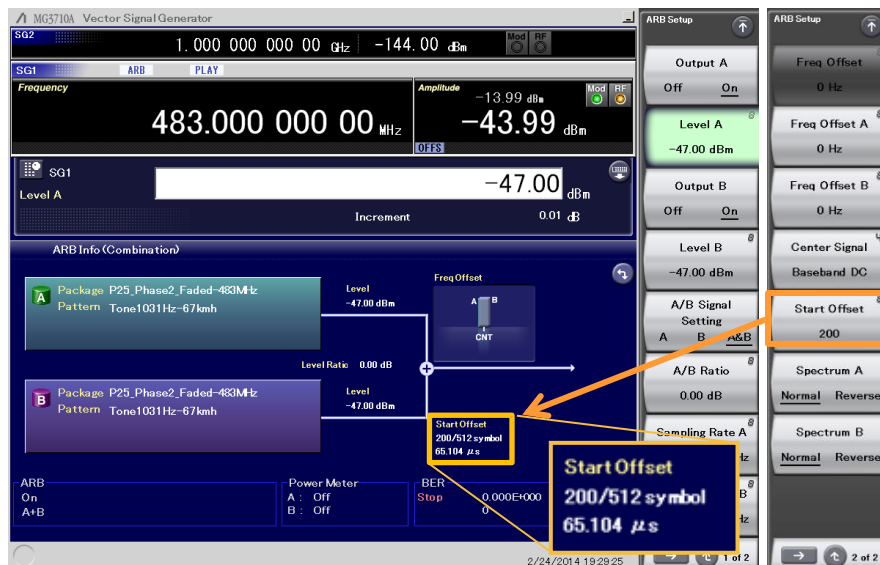 MG3710A Vector Signal Generator
SG2
1. 000 000 000 00 GHz
-144. 00 dBm
Mod RF
SG1 ARB PLAY
Frequency
483.000 000 00 MHz
Amplitude
-13.99 dBm
-43.99 dBm
Mod RF
OFFS
SG1
Level A
-47.00 dBm
Increment 0.01 dB
ARB Info (Combination)
A
Package P25_Phase2_Faded-483MHz
Pattern Tone1031Hz-67kmh
Level
-47.00 dBm
Freq Offset
A B
CNT
Level Ratio 0.00 dB
B
Package P25_Phase2_Faded-483MHz
Pattern Tone1031Hz-67kmh
Level
-47.00 dBm
Start Offset
200/512 symbol
65.104 μs
Start Offset
200/512 symbol
65.104 μs
ARB
On
A+B
Power Meter
A : Off
B : Off
BER
Stop 0.000E+000
0
2/24/2014 19:29:25
ARB Setup
Output A
Off On
8
Level A
-47.00 dBm
Output B
Off On
8
Level B
-47.00 dBm
A/B Signal
Setting
A B A&B
8
A/B Ratio
0.00 dB
8
Sampling Rate A
Hz
8
B
Hz
1 of 2
ARB Setup
Freq Offset
0 Hz
Freq Offset A
0 Hz
Freq Offset B
0 Hz
Center Signal
Baseband DC
Start Offset
200
Spectrum A
Normal Reverse
Spectrum B
Normal Reverse
2 of 2